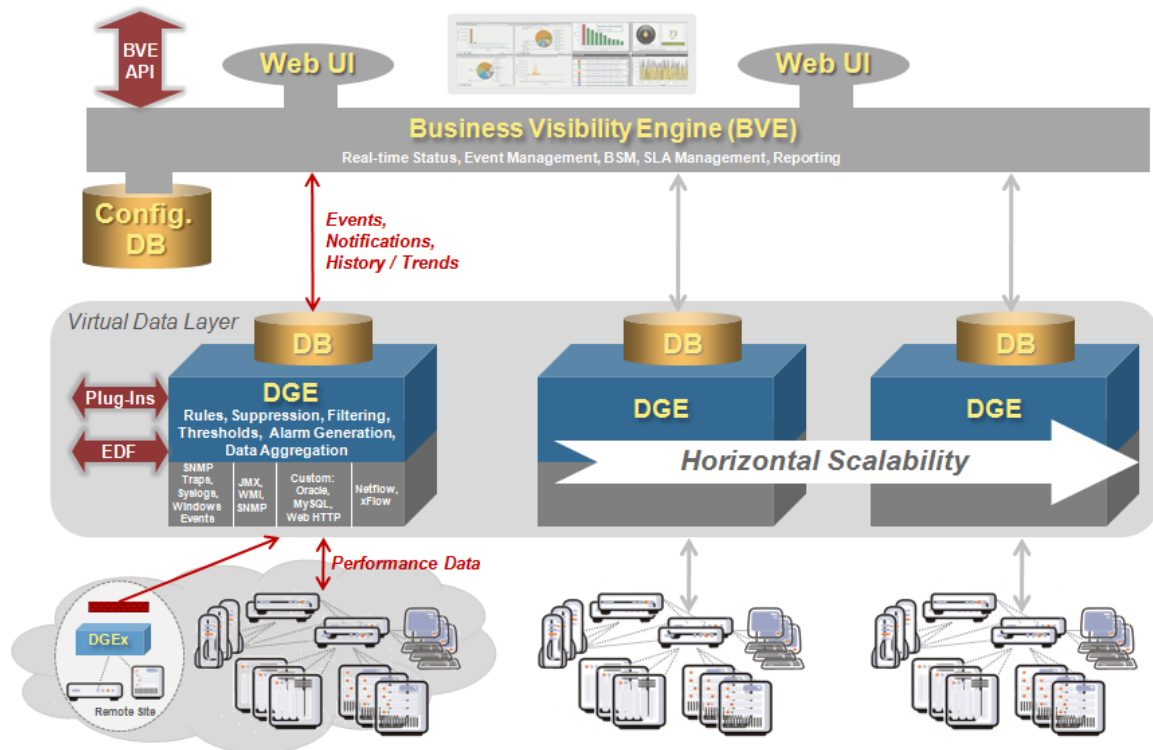 BVE
API
Web UI
Web UI
Business Visibility Engine (BVE)
Real-time Status, Event Management, BSM, SLA Management, Reporting
Config.
DB
Events,
Notifications,
History / Trends
Virtual Data Layer
DB
DB
DB
Plug-Ins
EDF
DGE
Rules, Suppression, Filtering,
Thresholds, Alarm Generation,
Data Aggregation
SNMP
Traps,
Syslogs,
Windows
Events
JMX,
WMI,
SNMP
Custom:
Oracle,
MySQL,
Web HTTP
Netflow,
xFlow
DGE
DGE
Horizontal Scalability
Performance Data
DGEx
Remote Site